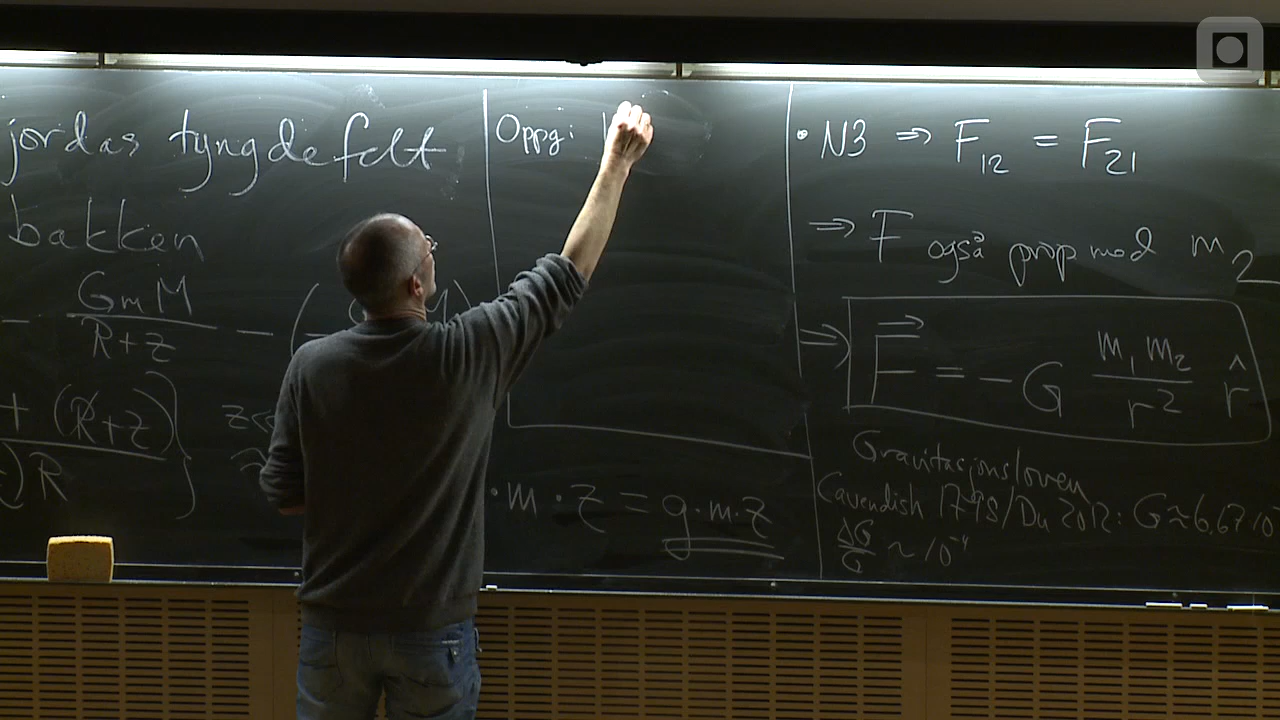 jordas tyngdefelt
bakken
- GmM / R+z - (-
+ (R+z) / R }
z <<
≈
Oppg:
· m · z = g·m·z
• N3 ⇒ F₁₂ = F₂₁
⇒ F også prop med m₂
⇒ F⃗ = -G m₁m₂ / r² r̂
Gravitasjonsloven
Cavendish 1798/Du 2012: G ≈ 6,67·10
ΔG / G ~ 10⁻⁴